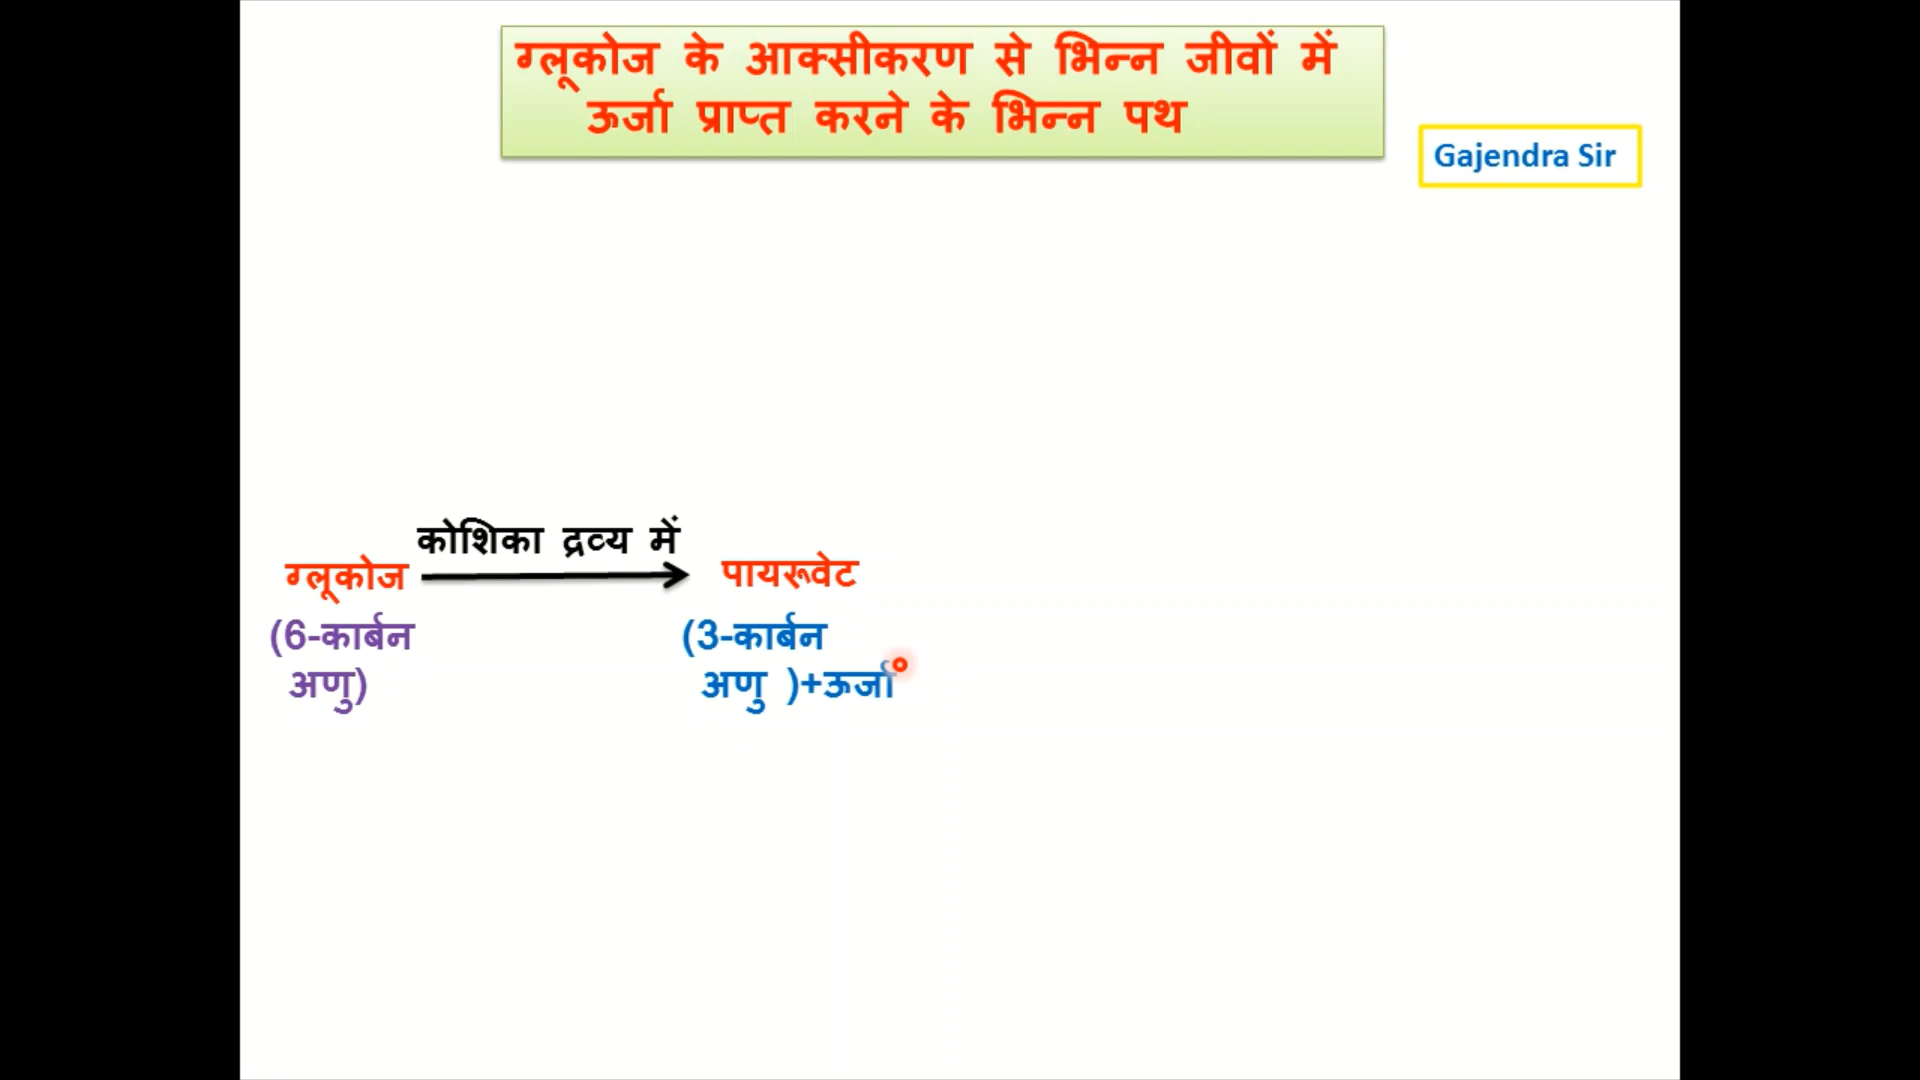 ग्लूकोज के आक्सीकरण से भिन्न जीवों में
ऊर्जा प्राप्त करने के भिन्न पथ
Gajendra Sir
कोशिका द्रव्य में
ग्लूकोज
पायरूवेट
(6-कार्बन
अणु)
(3-कार्बन
अणु )+ऊर्जा